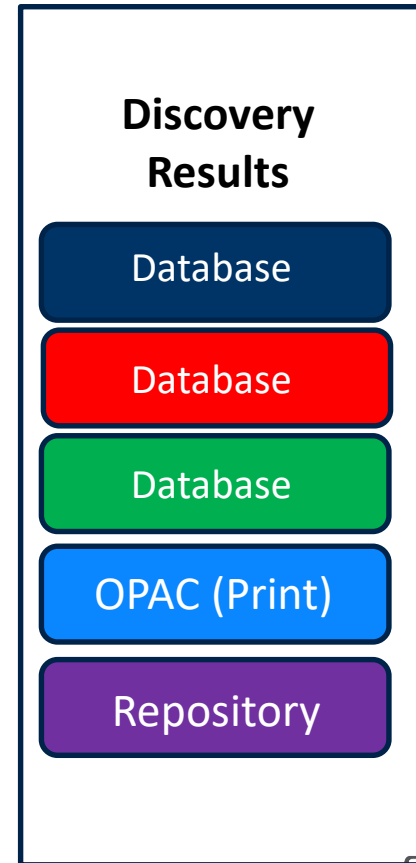 Discovery
Results
Database
Database
Database
OPAC (Print)
Repository